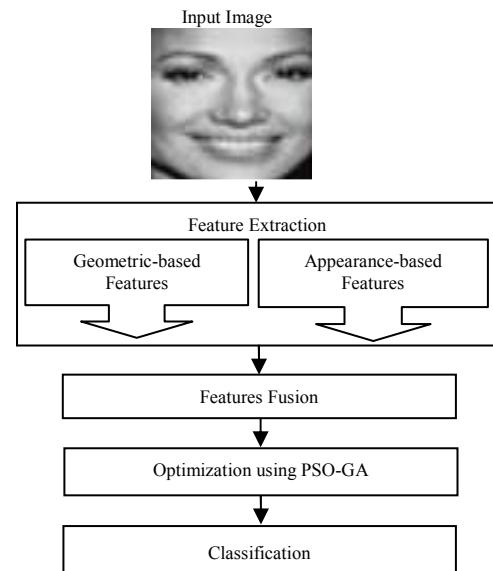 Input Image
Feature Extraction
Geometric-based
Features
Appearance-based
Features
Features Fusion
Optimization using PSO-GA
Classification